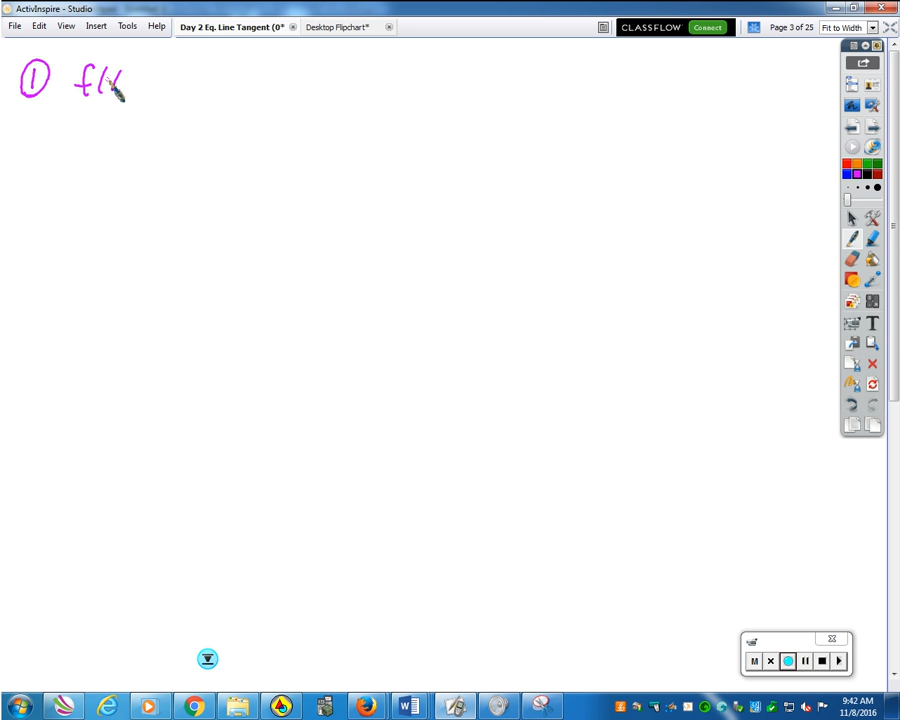 ActivInspire - Studio
File Edit View Insert Tools Help
Day 2 Eq. Line Tangent (0*
Desktop Flipchart*
CLASSFLOW Connect
Page 3 of 25
Fit to Width
① f(
T
M
9:42 AM
11/8/2016